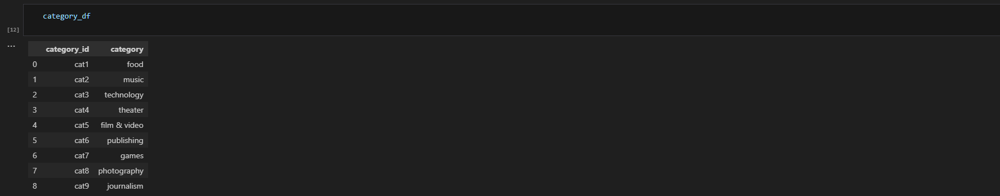 category_df
[12]
...
category_id category
0 cat1 food
1 cat2 music
2 cat3 technology
3 cat4 theater
4 cat5 film & video
5 cat6 publishing
6 cat7 games
7 cat8 photography
8 cat9 journalism